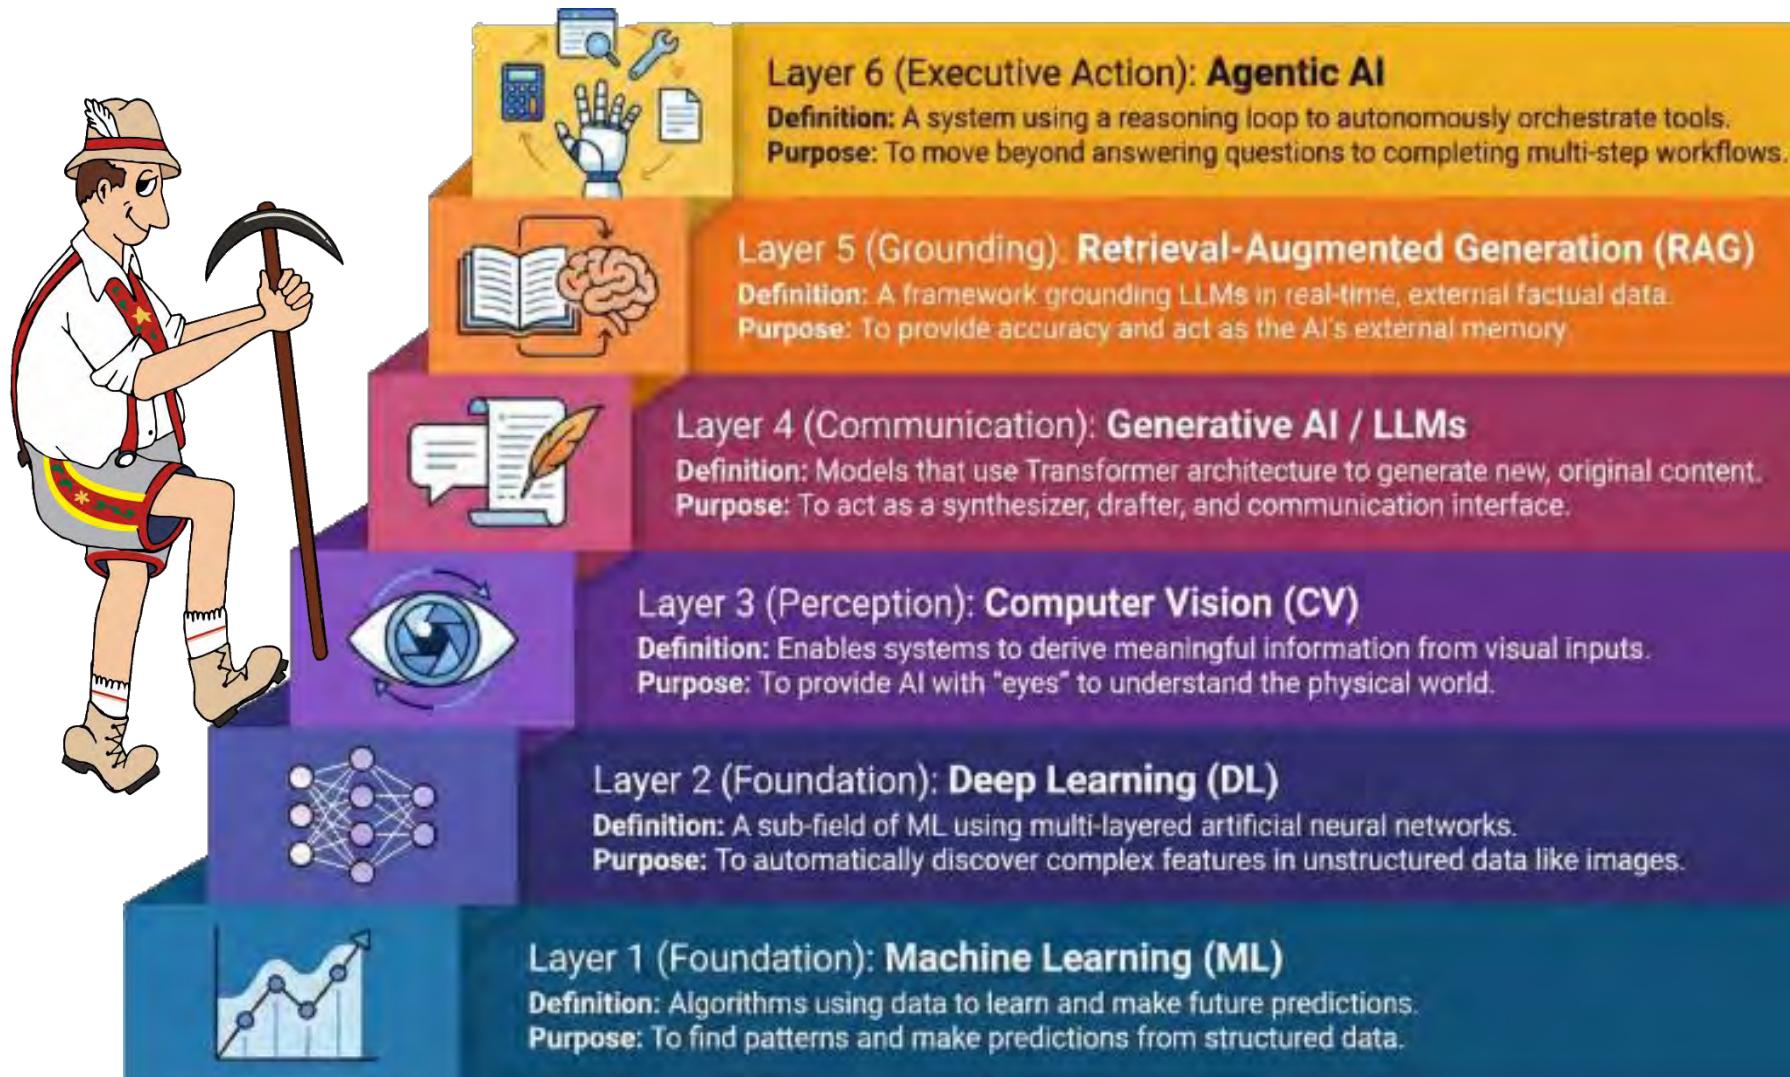 Layer 6 (Executive Action): Agentic AI
Definition: A system using a reasoning loop to autonomously orchestrate tools.
Purpose: To move beyond answering questions to completing multi-step workflows.
Layer 5 (Grounding): Retrieval-Augmented Generation (RAG)
Definition: A framework grounding LLMs in real-time, external factual data.
Purpose: To provide accuracy and act as the AI's external memory.
Layer 4 (Communication): Generative AI / LLMs
Definition: Models that use Transformer architecture to generate new, original content.
Purpose: To act as a synthesizer, drafter, and communication interface.
Layer 3 (Perception): Computer Vision (CV)
Definition: Enables systems to derive meaningful information from visual inputs.
Purpose: To provide AI with "eyes" to understand the physical world.
Layer 2 (Foundation): Deep Learning (DL)
Definition: A sub-field of ML using multi-layered artificial neural networks.
Purpose: To automatically discover complex features in unstructured data like images.
Layer 1 (Foundation): Machine Learning (ML)
Definition: Algorithms using data to learn and make future predictions.
Purpose: To find patterns and make predictions from structured data.